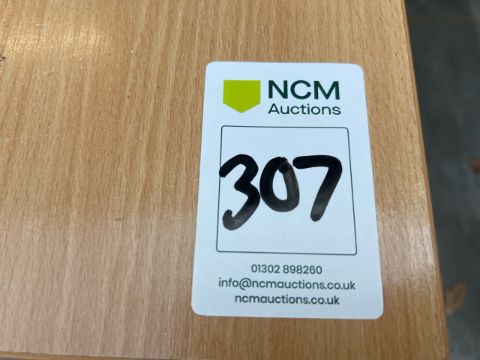 NCM
Auctions
307
01302 898260
info@ncmauctions.co.uk
ncmauctions.co.uk